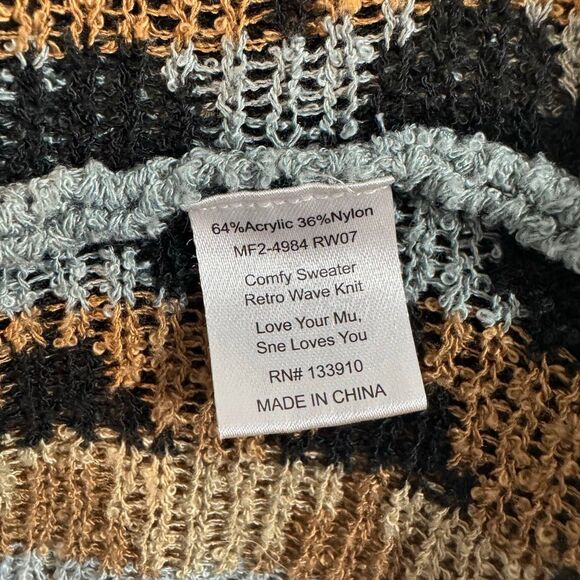 64%Acrylic 36%Nylon
MF2-4984 RW07
Comfy Sweater
Retro Wave Knit
Love Your Mu,
Sne Loves You
RN# 133910
MADE IN CHINA